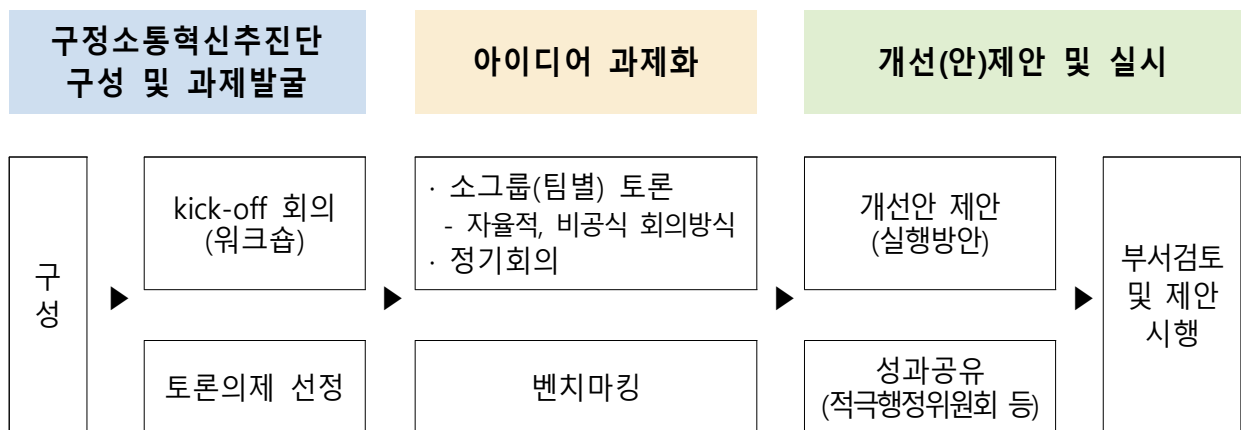 구정소통혁신추진단
구성 및 과제발굴
아이디어 과제화
개선(안)제안 및 실시
구
성
▶
kick-off 회의
(워크숍)
토론의제 선정
▶
· 소그룹(팀별) 토론
- 자율적, 비공식 회의방식
· 정기회의
벤치마킹
▶
개선안 제안
(실행방안)
성과공유
(적극행정위원회 등)
▶
부서검토
및 제안
시행